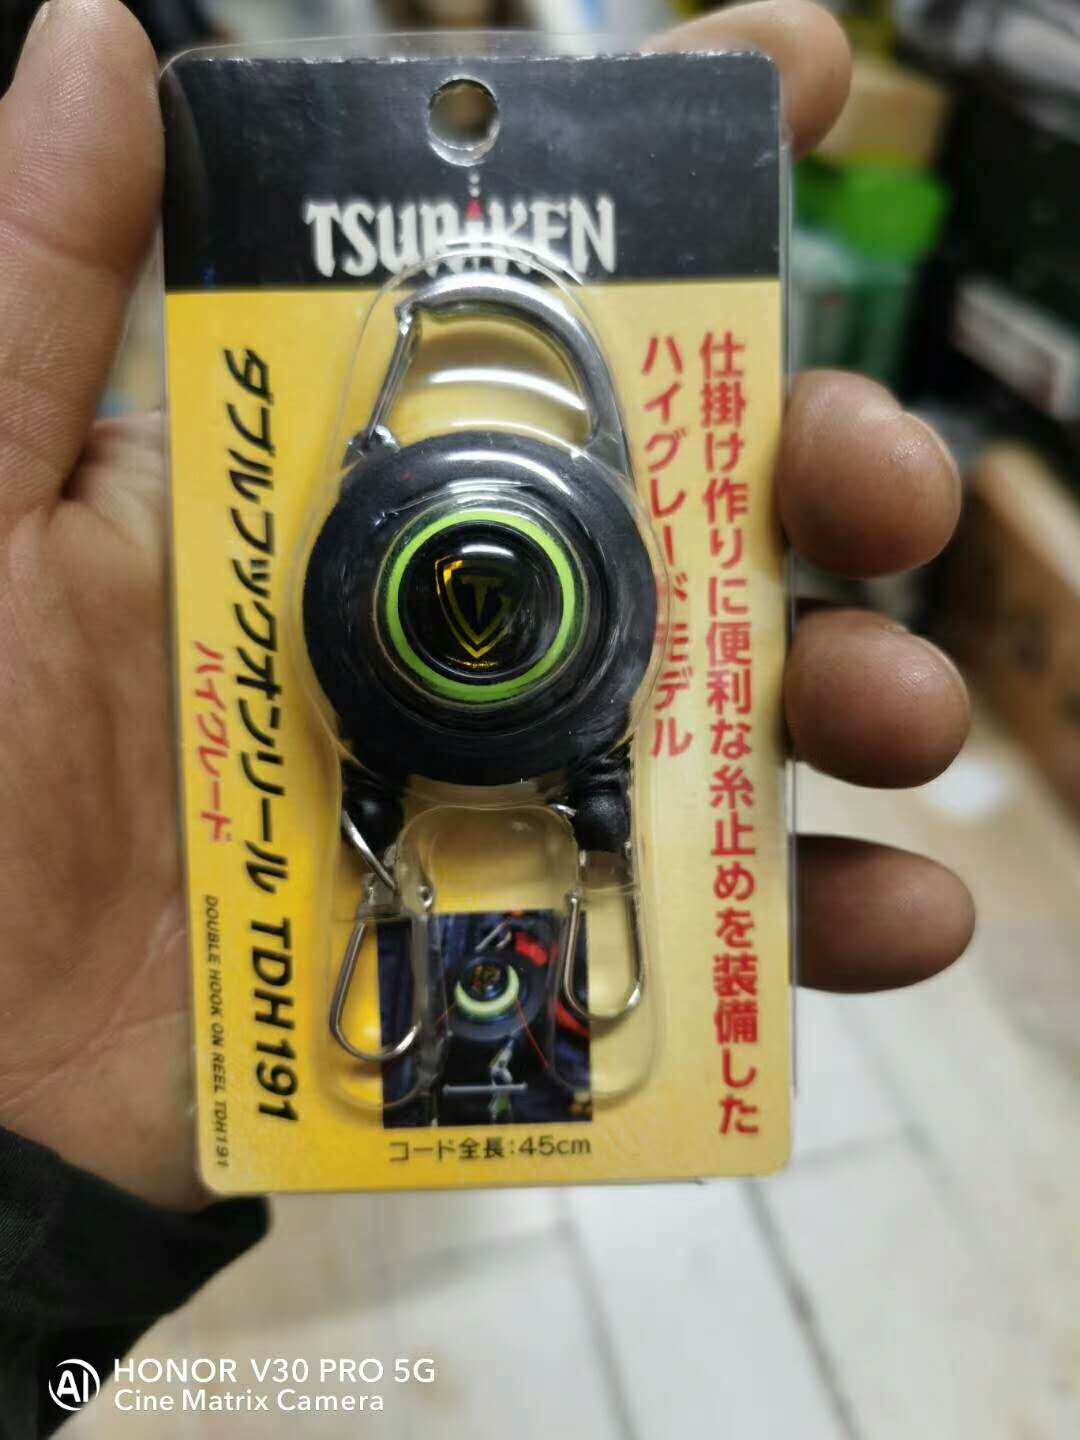 TSURiKEN
仕掛け作りに便利な糸止めを装備した
ハイグレードモデル
ダブルフックオンリール TDH191
ハイグレード
DOUBLE HOOK ON REEL TDH191
コード全長:45cm
HONOR V30 PRO 5G
AI Cine Matrix Camera